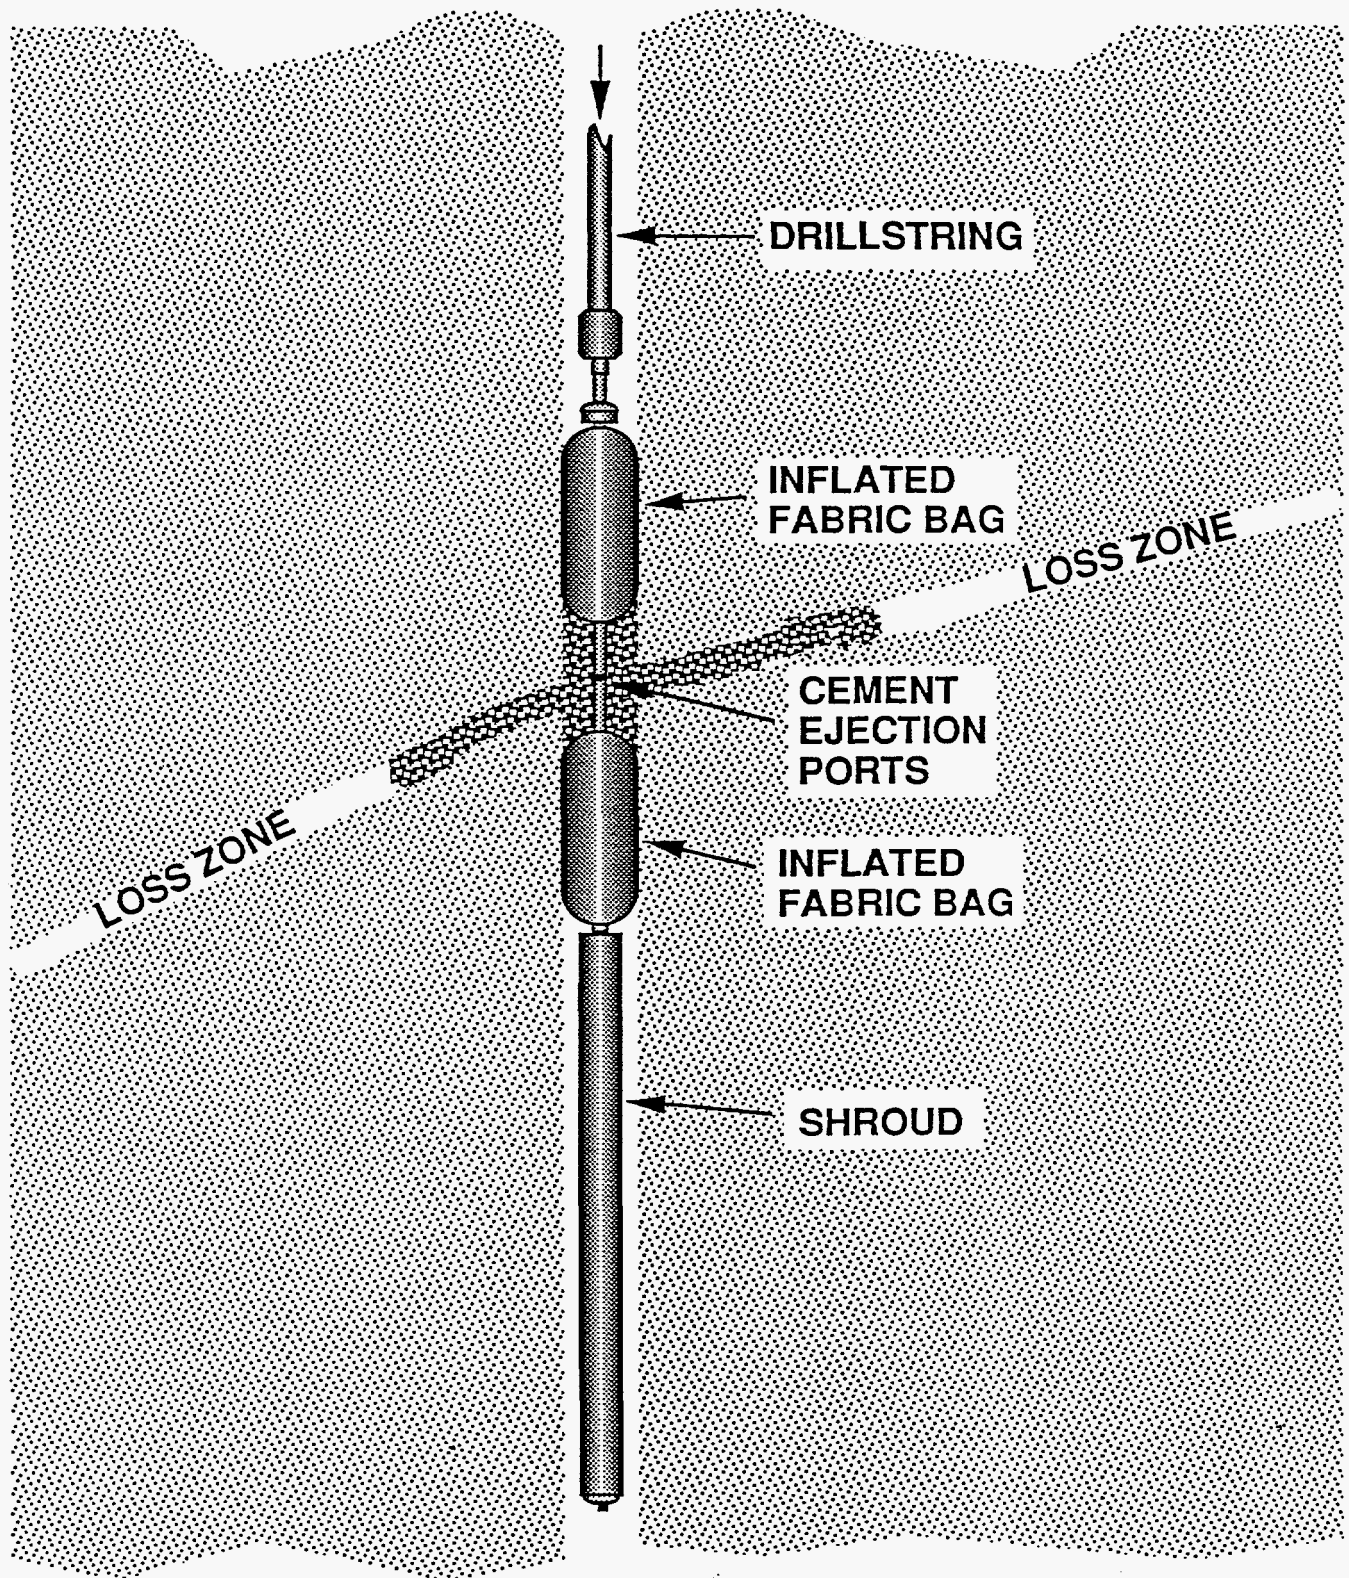 DRILLSTRING
INFLATED
FABRIC BAG
LOSS ZONE
CEMENT
EJECTION
PORTS
LOSS ZONE
INFLATED
FABRIC BAG
SHROUD